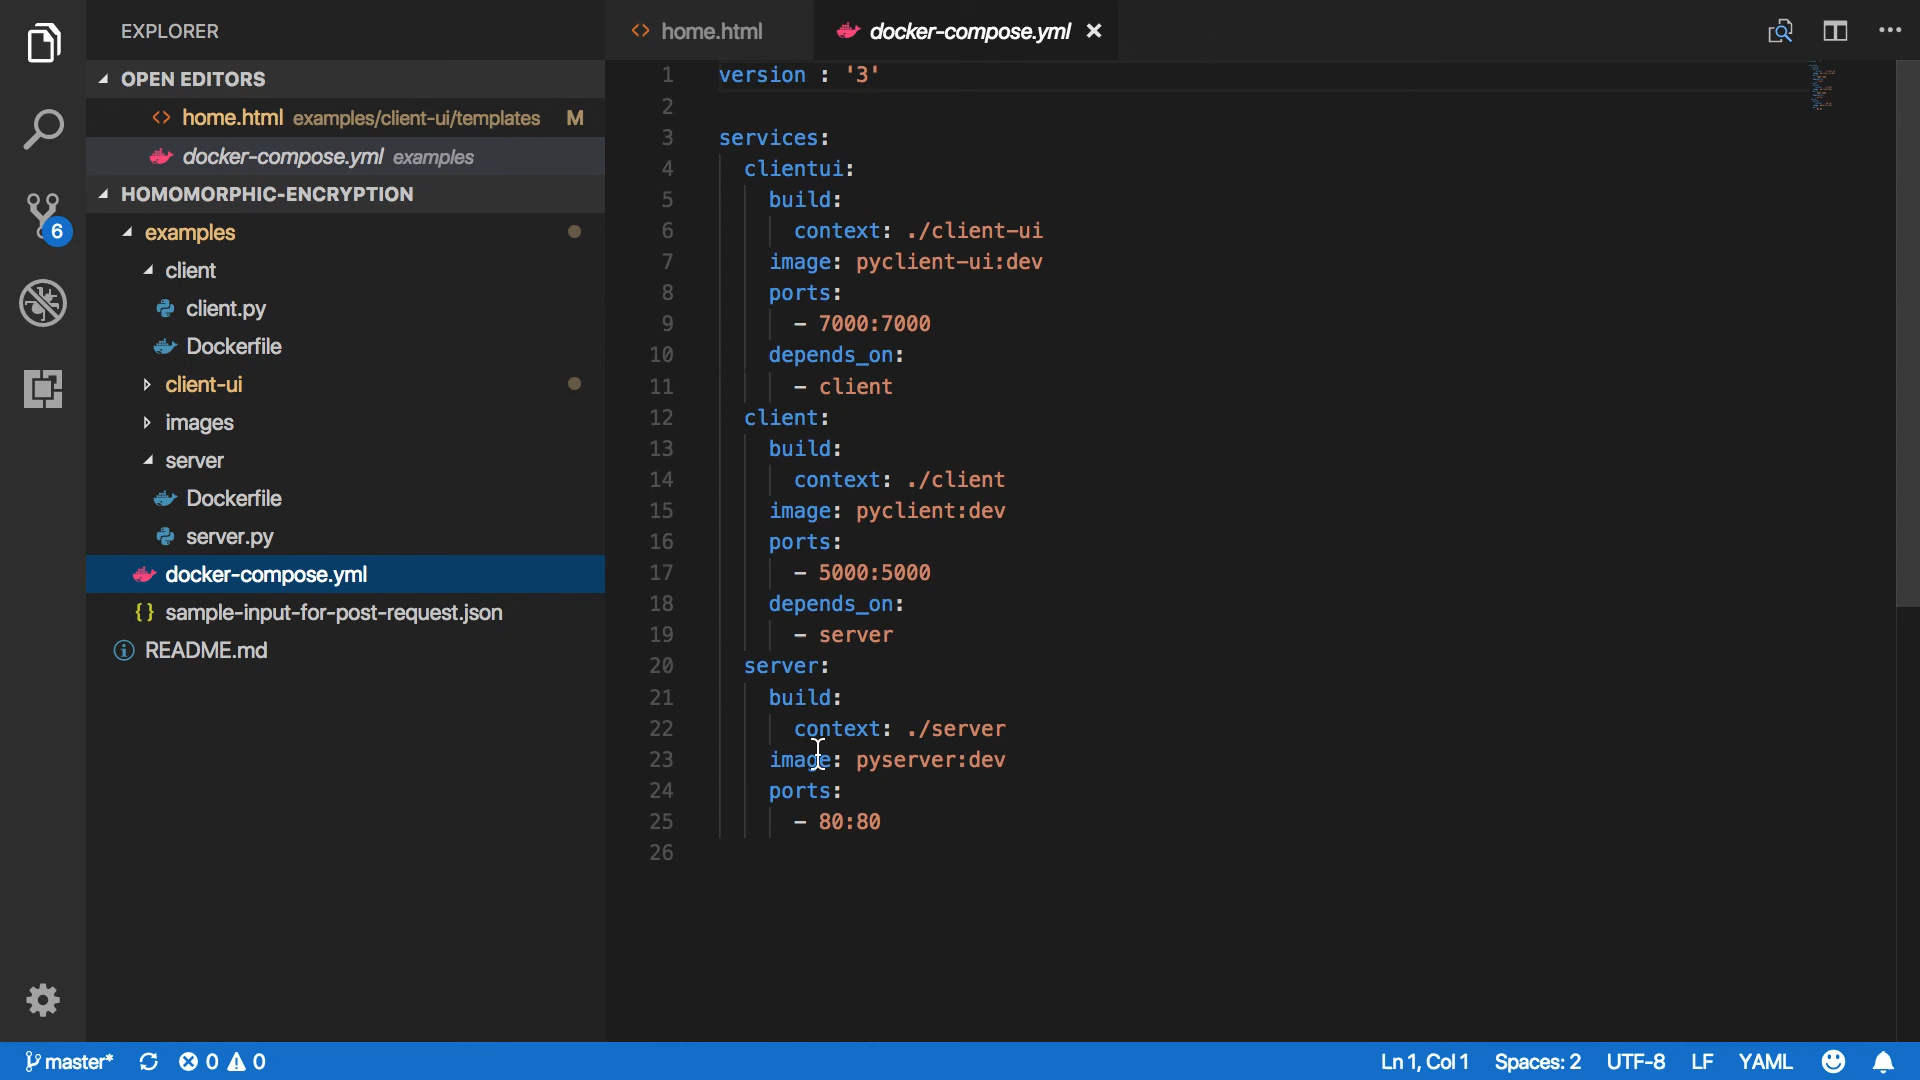 EXPLORER
OPEN EDITORS
home.html examples/client-ui/templates M
docker-compose.yml examples
HOMOMORPHIC-ENCRYPTION
examples
client
client.py
Dockerfile
client-ui
images
server
Dockerfile
server.py
docker-compose.yml
{} sample-input-for-post-request.json
README.md
6
home.html
docker-compose.yml
1 version : '3'
2
3 services:
4 clientui:
5 build:
6 context: ./client-ui
7 image: pyclient-ui:dev
8 ports:
9 - 7000:7000
10 depends_on:
11 - client
12 client:
13 build:
14 context: ./client
15 image: pyclient:dev
16 ports:
17 - 5000:5000
18 depends_on:
19 - server
20 server:
21 build:
22 context: ./server
23 image: pyserver:dev
24 ports:
25 - 80:80
26
master* 0 0 Ln 1, Col 1 Spaces: 2 UTF-8 LF YAML